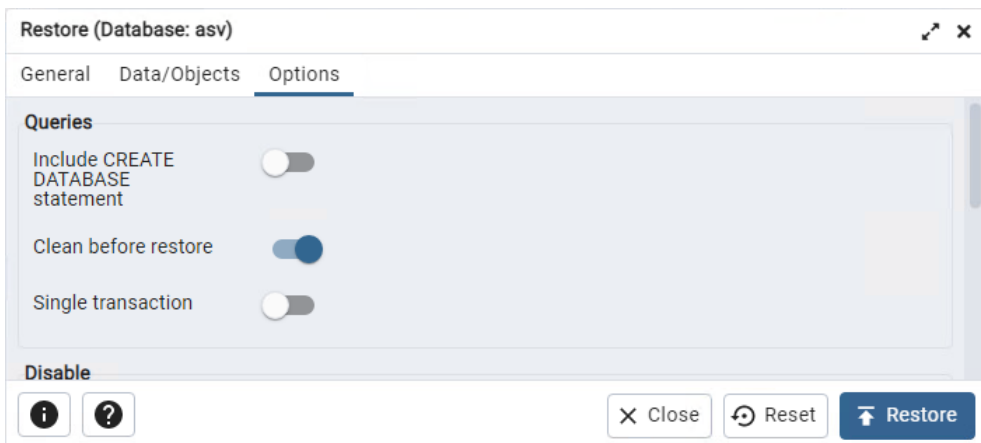 Restore (Database: asv)
General Data/Objects Options
Queries
Include CREATE
DATABASE
statement
Clean before restore
Single transaction
Disable
Close Reset Restore